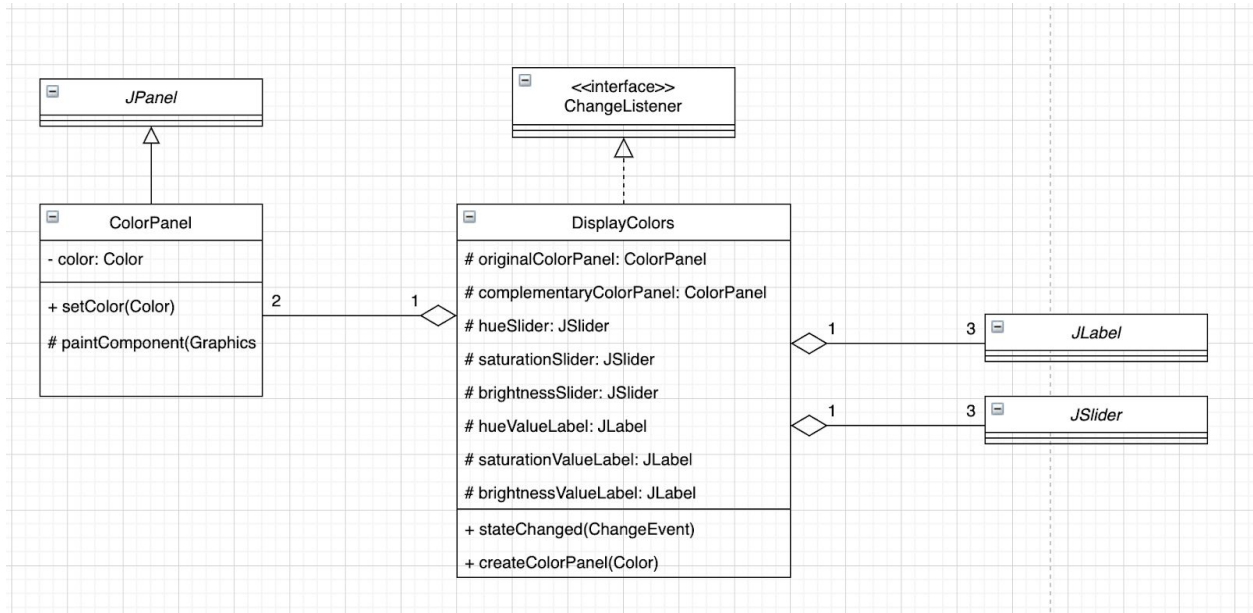 JPanel
<<interface>>
ChangeListener
ColorPanel
- color: Color
+ setColor(Color)
# paintComponent(Graphics
2
1
DisplayColors
# originalColorPanel: ColorPanel
# complementaryColorPanel: ColorPanel
# hueSlider: JSlider
# saturationSlider: JSlider
# brightnessSlider: JSlider
# hueValueLabel: JLabel
# saturationValueLabel: JLabel
# brightnessValueLabel: JLabel
+ stateChanged(ChangeEvent)
+ createColorPanel(Color)
1
3
JLabel
1
3
JSlider